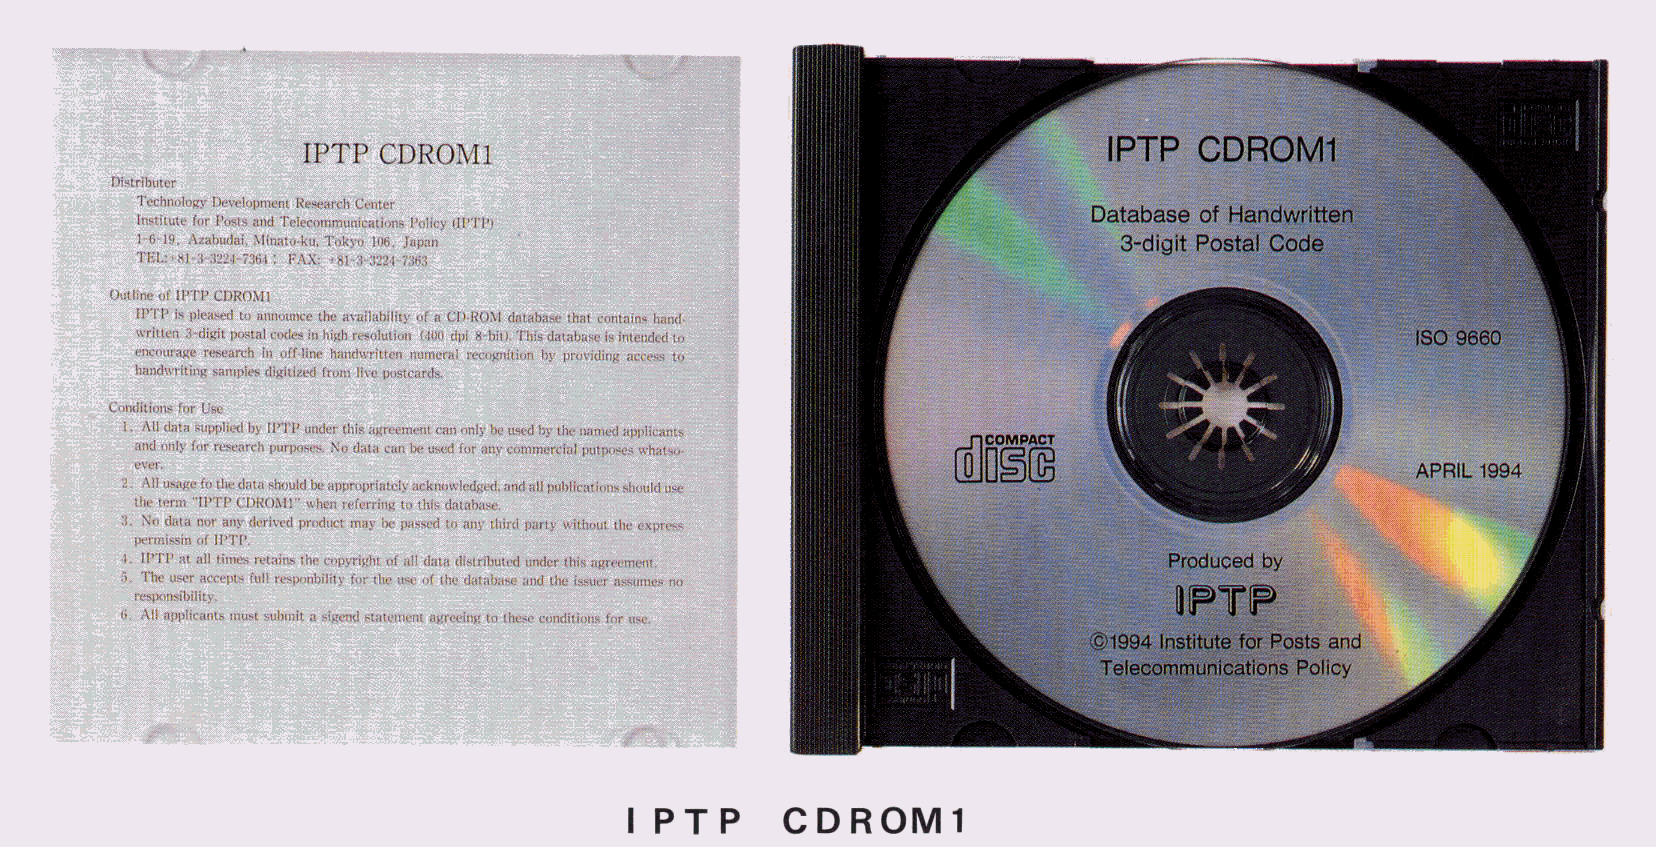 IPTP CDROM1
Distributer
Technology Development Research Center
Institute for Posts and Telecommunications Policy (IPTP)
1-6-19, Azabudai, Minato-ku, Tokyo 106, Japan
TEL:+81-3-3224-7364; FAX: +81-3-3224-7363
Outline of IPTP CDROM1
IPTP is pleased to announce the availability of a CD-ROM database that contains hand-
written 3-digit postal codes in high resolution (400 dpi 8-bit). This database is intended to
encourage research in off-line handwritten numeral recognition by providing access to
handwriting samples digitized from live postcards.
Conditions for Use
1. All data supplied by IPTP under this agreement can only be used by the named applicants
and only for research purposes. No data can be used for any commercial putposes whatso-
ever.
2. All usage fo the data should be appropriately acknowledged, and all publications should use
the term "IPTP CDROM1" when referring to this database.
3. No data nor any derived product may be passed to any third party without the express
permissin of IPTP.
4. IPTP at all times retains the copyright of all data distributed under this agreement.
5. The user accepts full responbility for the use of the database and the issuer assumes no
responsibility.
6. All applicants must submit a sigend statement agreeing to these conditions for use.
IPTP CDROM1
Database of Handwritten
3-digit Postal Code
ISO 9660
COMPACT
disc
APRIL 1994
Produced by
IPTP
©1994 Institute for Posts and
Telecommunications Policy
IPTP CDROM1